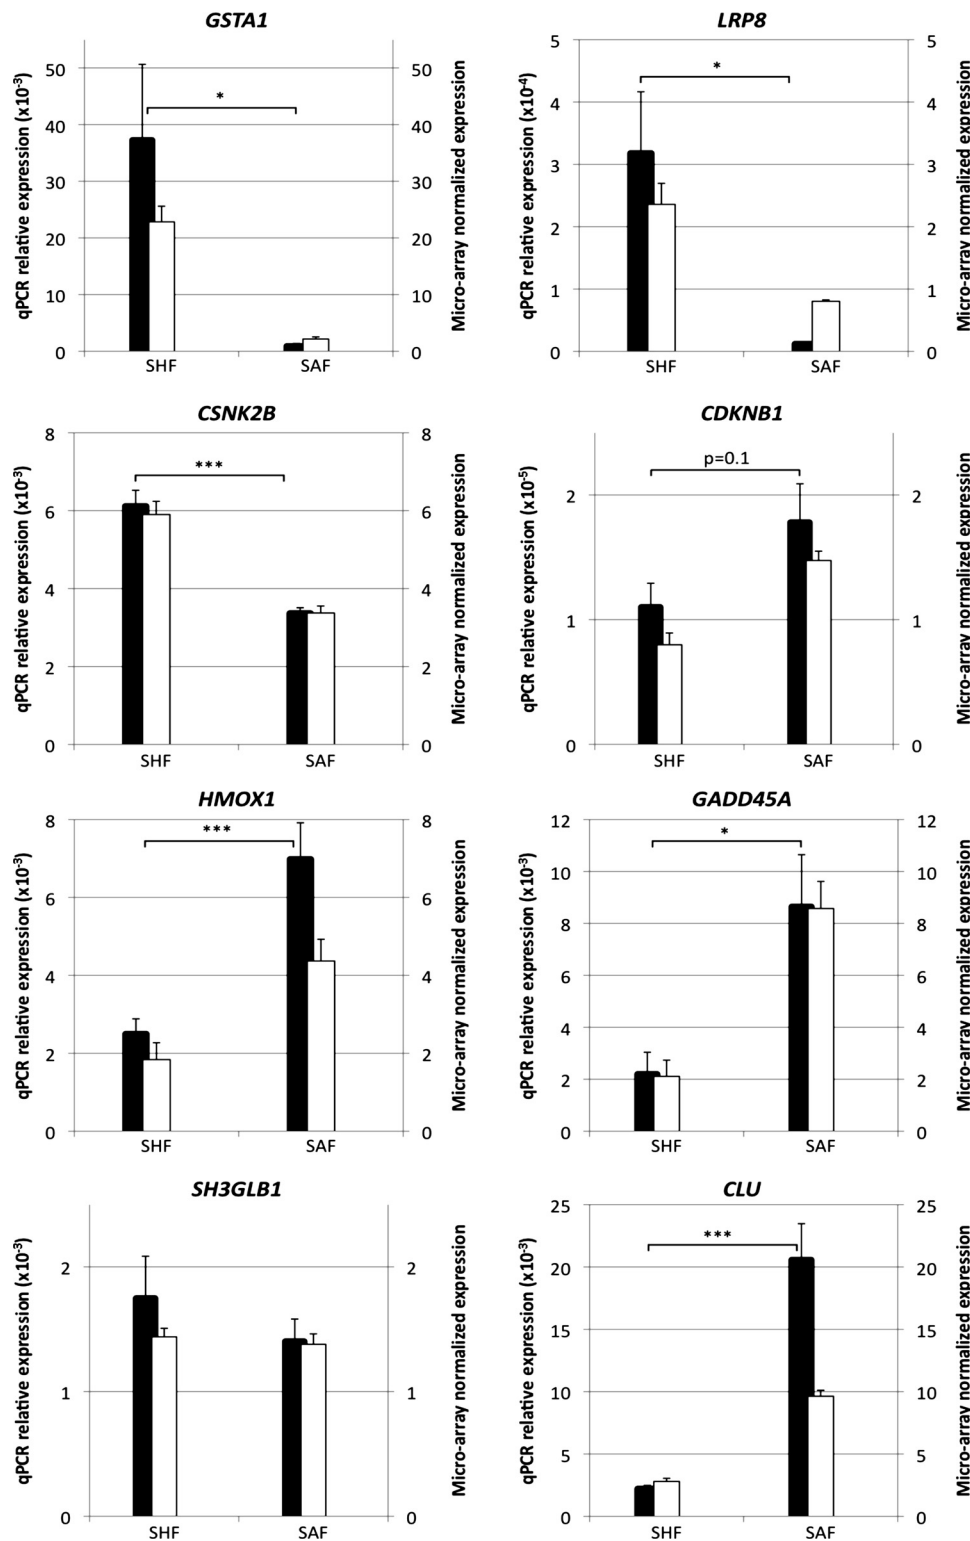 GSTA1
qPCR relative expression (x10⁻³)
50
40
30
20
10
0
*
SHF
SAF
50
40
30
20
10
0
Micro-array normalized expression
LRP8
qPCR relative expression (x10⁻⁴)
5
4
3
2
1
0
*
SHF
SAF
5
4
3
2
1
0
Micro-array normalized expression
CSNK2B
qPCR relative expression (x10⁻³)
8
6
4
2
0
***
SHF
SAF
8
6
4
2
0
Micro-array normalized expression
CDKNB1
qPCR relative expression (x10⁻⁵)
2
1
0
p=0.1
SHF
SAF
2
1
0
Micro-array normalized expression
HMOX1
qPCR relative expression (x10⁻³)
8
6
4
2
0
***
SHF
SAF
8
6
4
2
0
Micro-array normalized expression
GADD45A
qPCR relative expression (x10⁻³)
12
10
8
6
4
2
0
*
SHF
SAF
12
10
8
6
4
2
0
Micro-array normalized expression
SH3GLB1
qPCR relative expression (x10⁻³)
2
1
0
SHF
SAF
2
1
0
Micro-array normalized expression
CLU
qPCR relative expression (x10⁻³)
25
20
15
10
5
0
***
SHF
SAF
25
20
15
10
5
0
Micro-array normalized expression